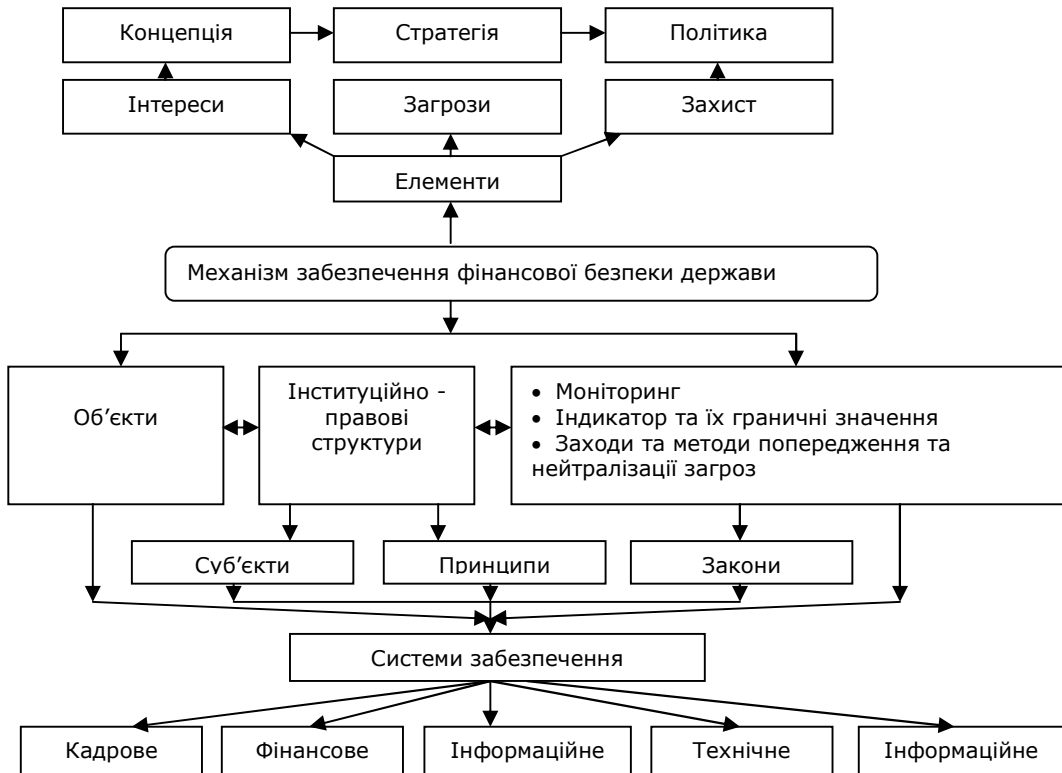 Концепція
Стратегія
Політика
Інтереси
Загрози
Захист
Елементи
Механізм забезпечення фінансової безпеки держави
Об’єкти
Інституційно -
правові
структури
• Моніторинг
• Індикатор та їх граничні значення
• Заходи та методи попередження та
нейтралізації загроз
Суб’єкти
Принципи
Закони
Системи забезпечення
Кадрове
Фінансове
Інформаційне
Технічне
Інформаційне